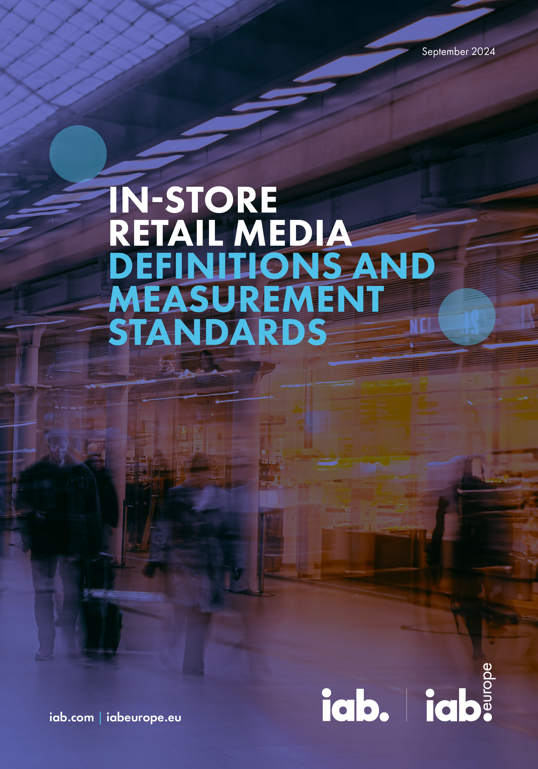 September 2024
IN-STORE
RETAIL MEDIA
DEFINITIONS AND
MEASUREMENT
STANDARDS
iab.com | iabeurope.eu
iab.
iab. europe